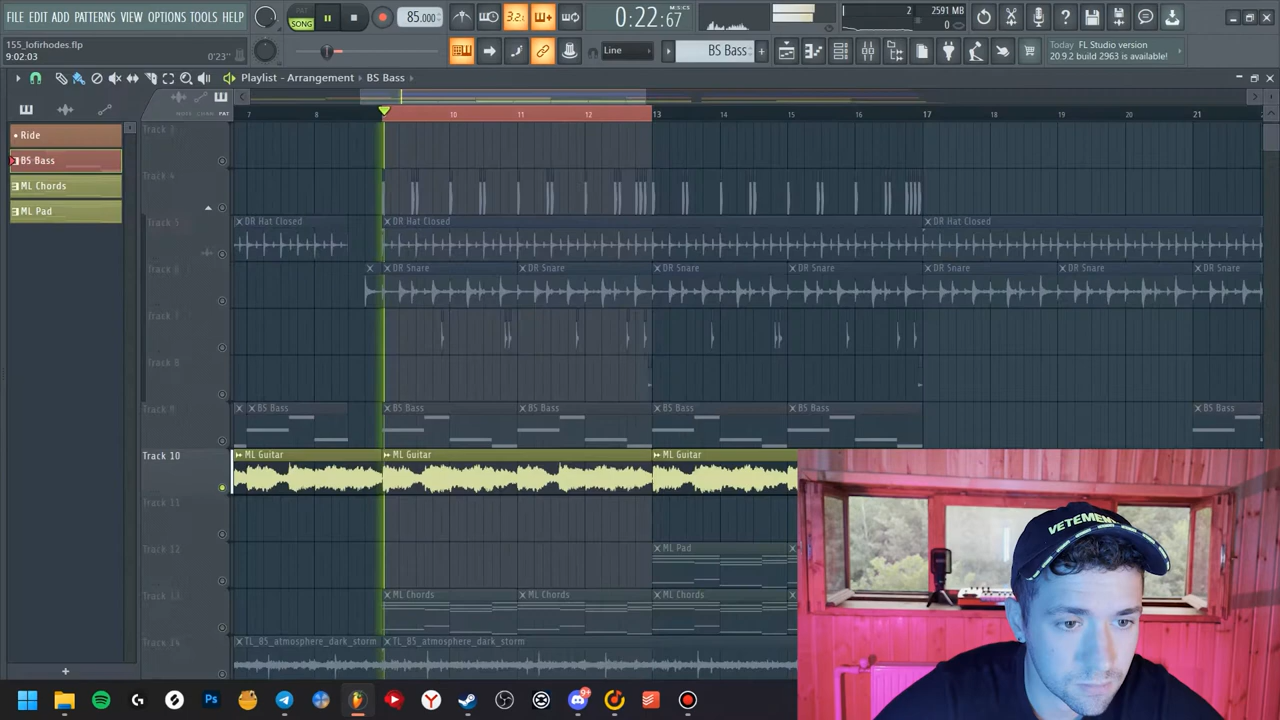 FILE EDIT ADD PATTERNS VIEW OPTIONS TOOLS HELP
SONG
85.000
3.2.
0:22:67
M:S:CS
2
2591 MB
0
155_lofirhodes.flp
9:02:03
0'23"
Line
BS Bass
Today FL Studio version
20.9.2 build 2963 is available!
Playlist - Arrangement BS Bass
PAT
7 8 10 11 12 13 14 15 16 17 18 19 20 21
Ride
BS Bass
ML Chords
ML Pad
Track 4
Track 5
DR Hat Closed
DR Hat Closed
DR Hat Closed
Track 6
DR Snare
DR Snare
DR Snare
DR Snare
DR Snare
DR Snare
DR Snare
Track 7
Track 8
Track 9
BS Bass
BS Bass
BS Bass
BS Bass
BS Bass
BS Bass
Track 10
ML Guitar
ML Guitar
ML Guitar
Track 11
Track 12
ML Pad
Track 13
ML Chords
ML Chords
ML Chords
Track 14
TL_85_atmosphere_dark_storm
TL_85_atmosphere_dark_storm
VETEMEN
Ps